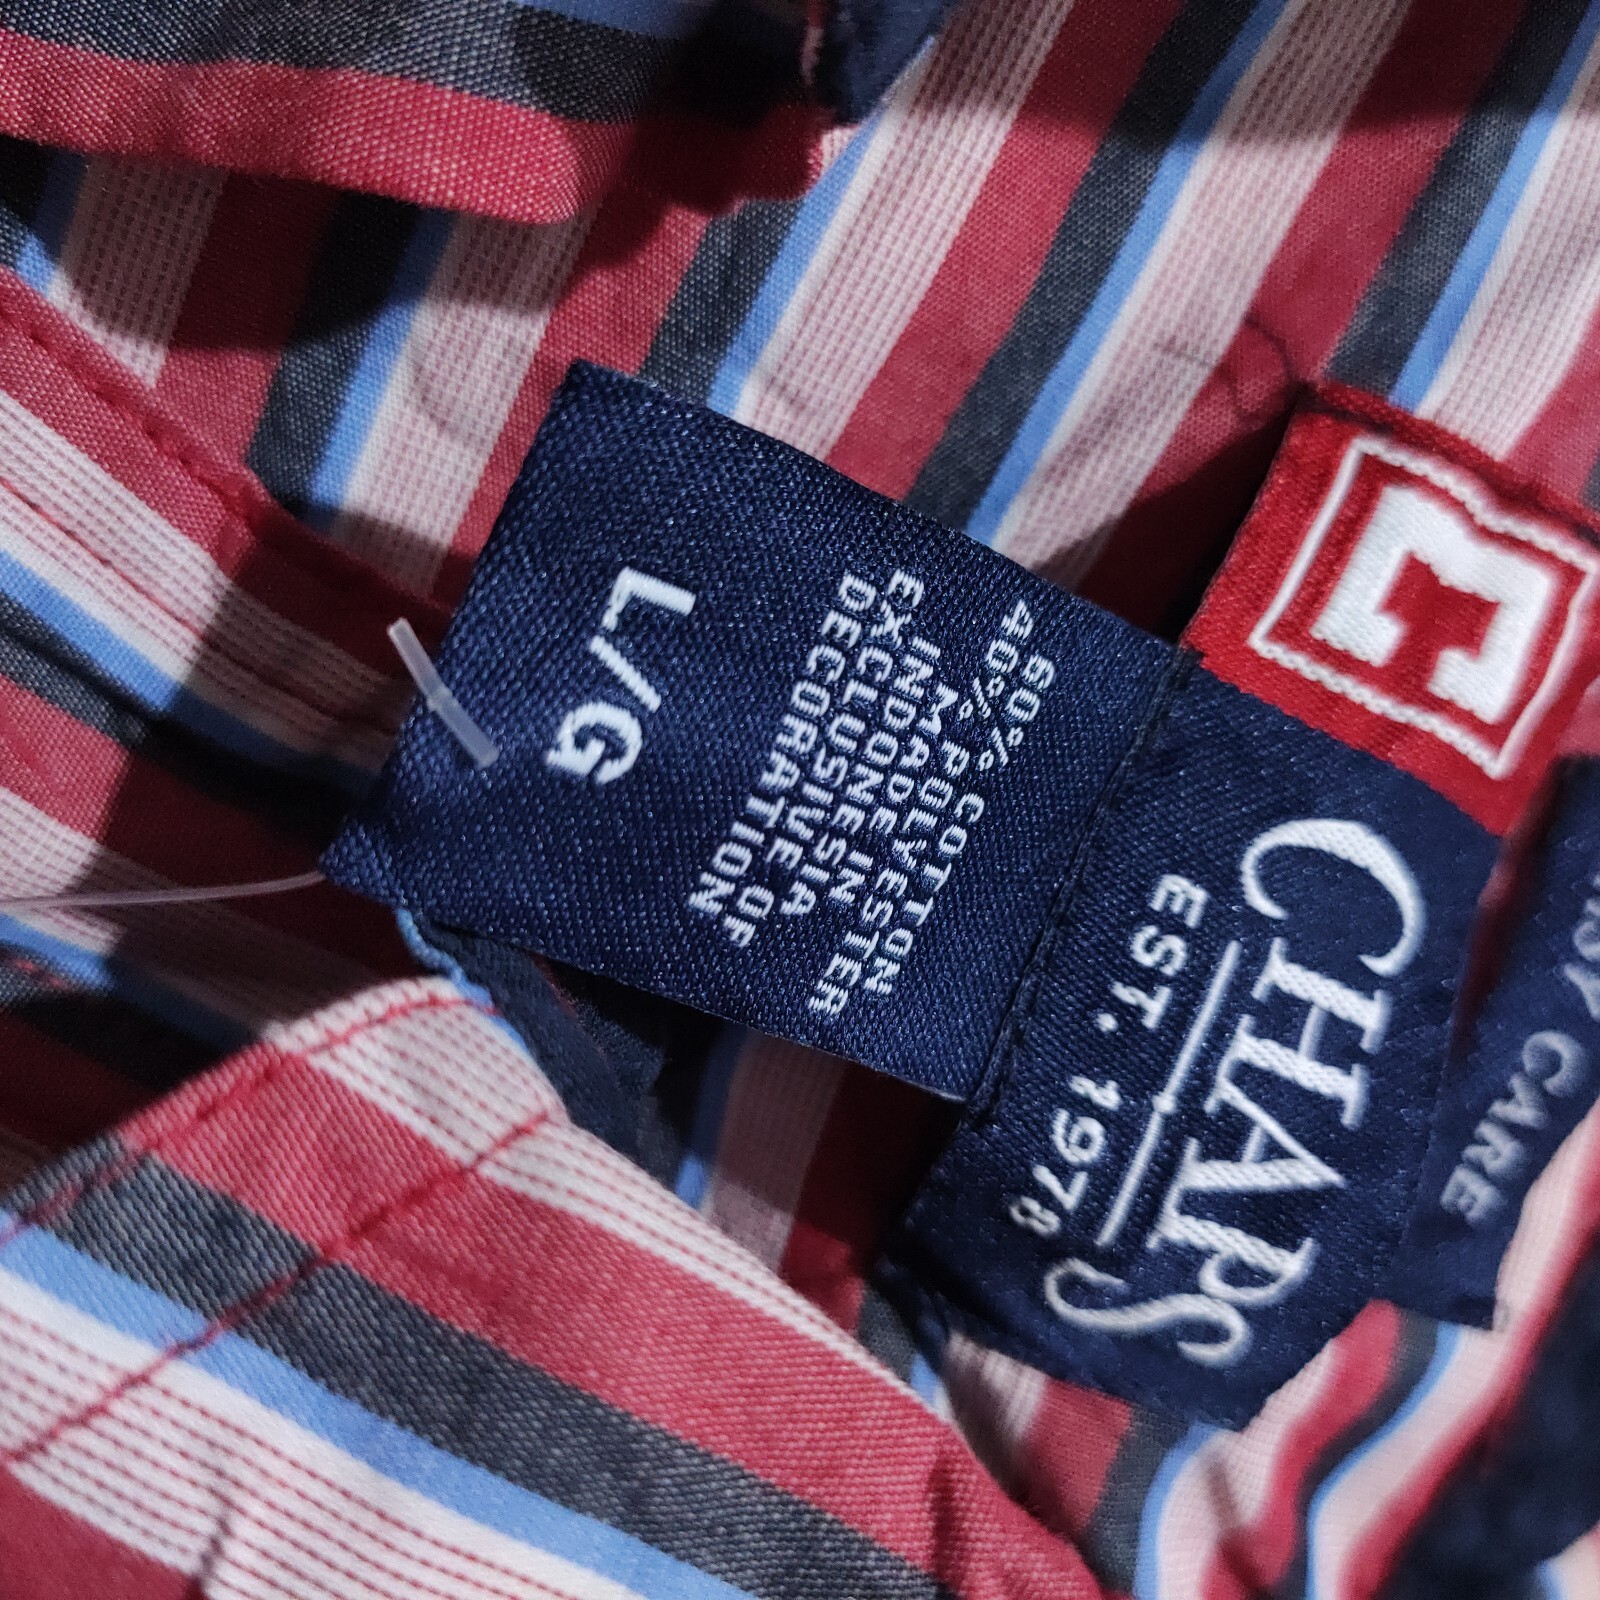 C
CHAPS
EST. 1978
60% COTTON
40% POLYESTER
MADE IN
INDONESIA
EXCLUSIVE OF
DECORATION
L/G
CARE